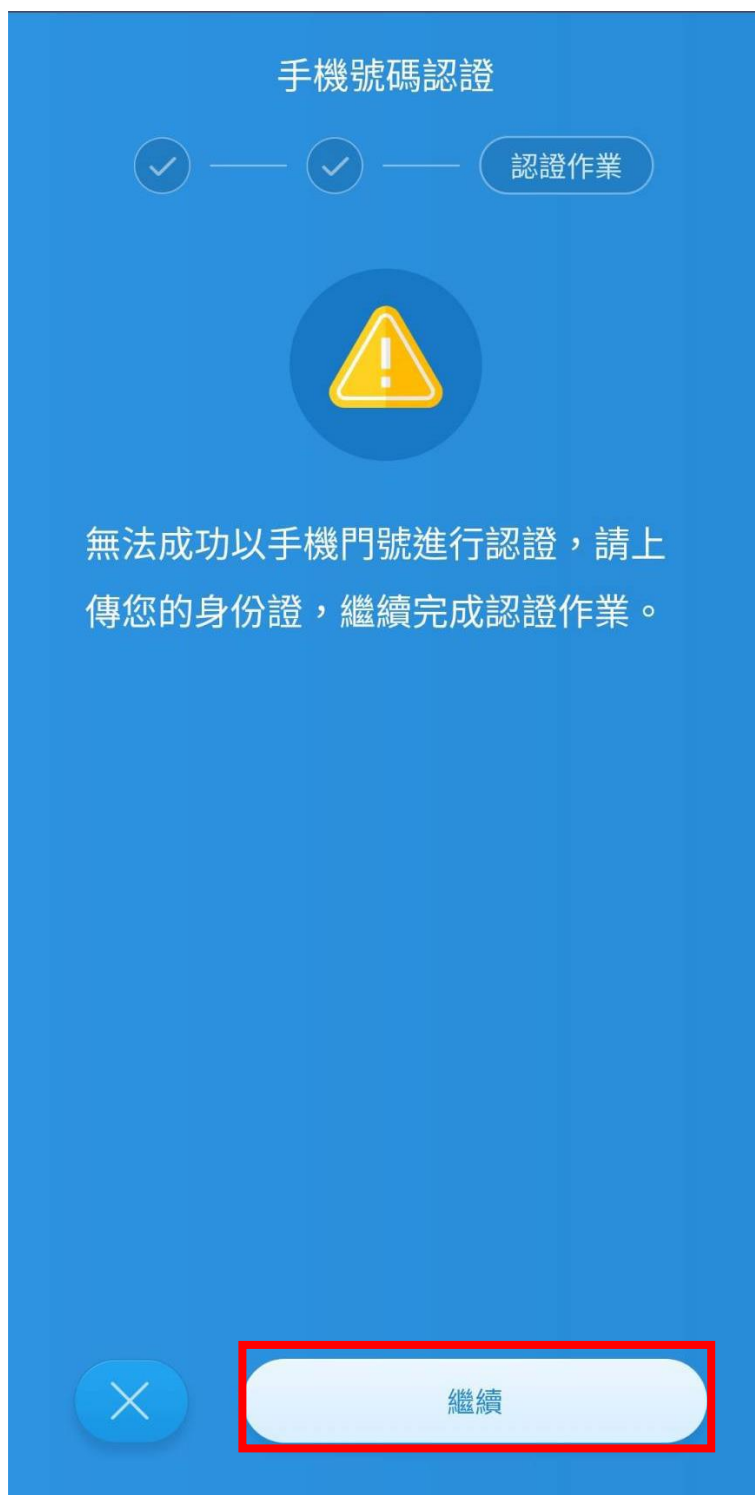 手機號碼認證
認證作業
無法成功以手機門號進行認證，請上
傳您的身份證，繼續完成認證作業。
繼續